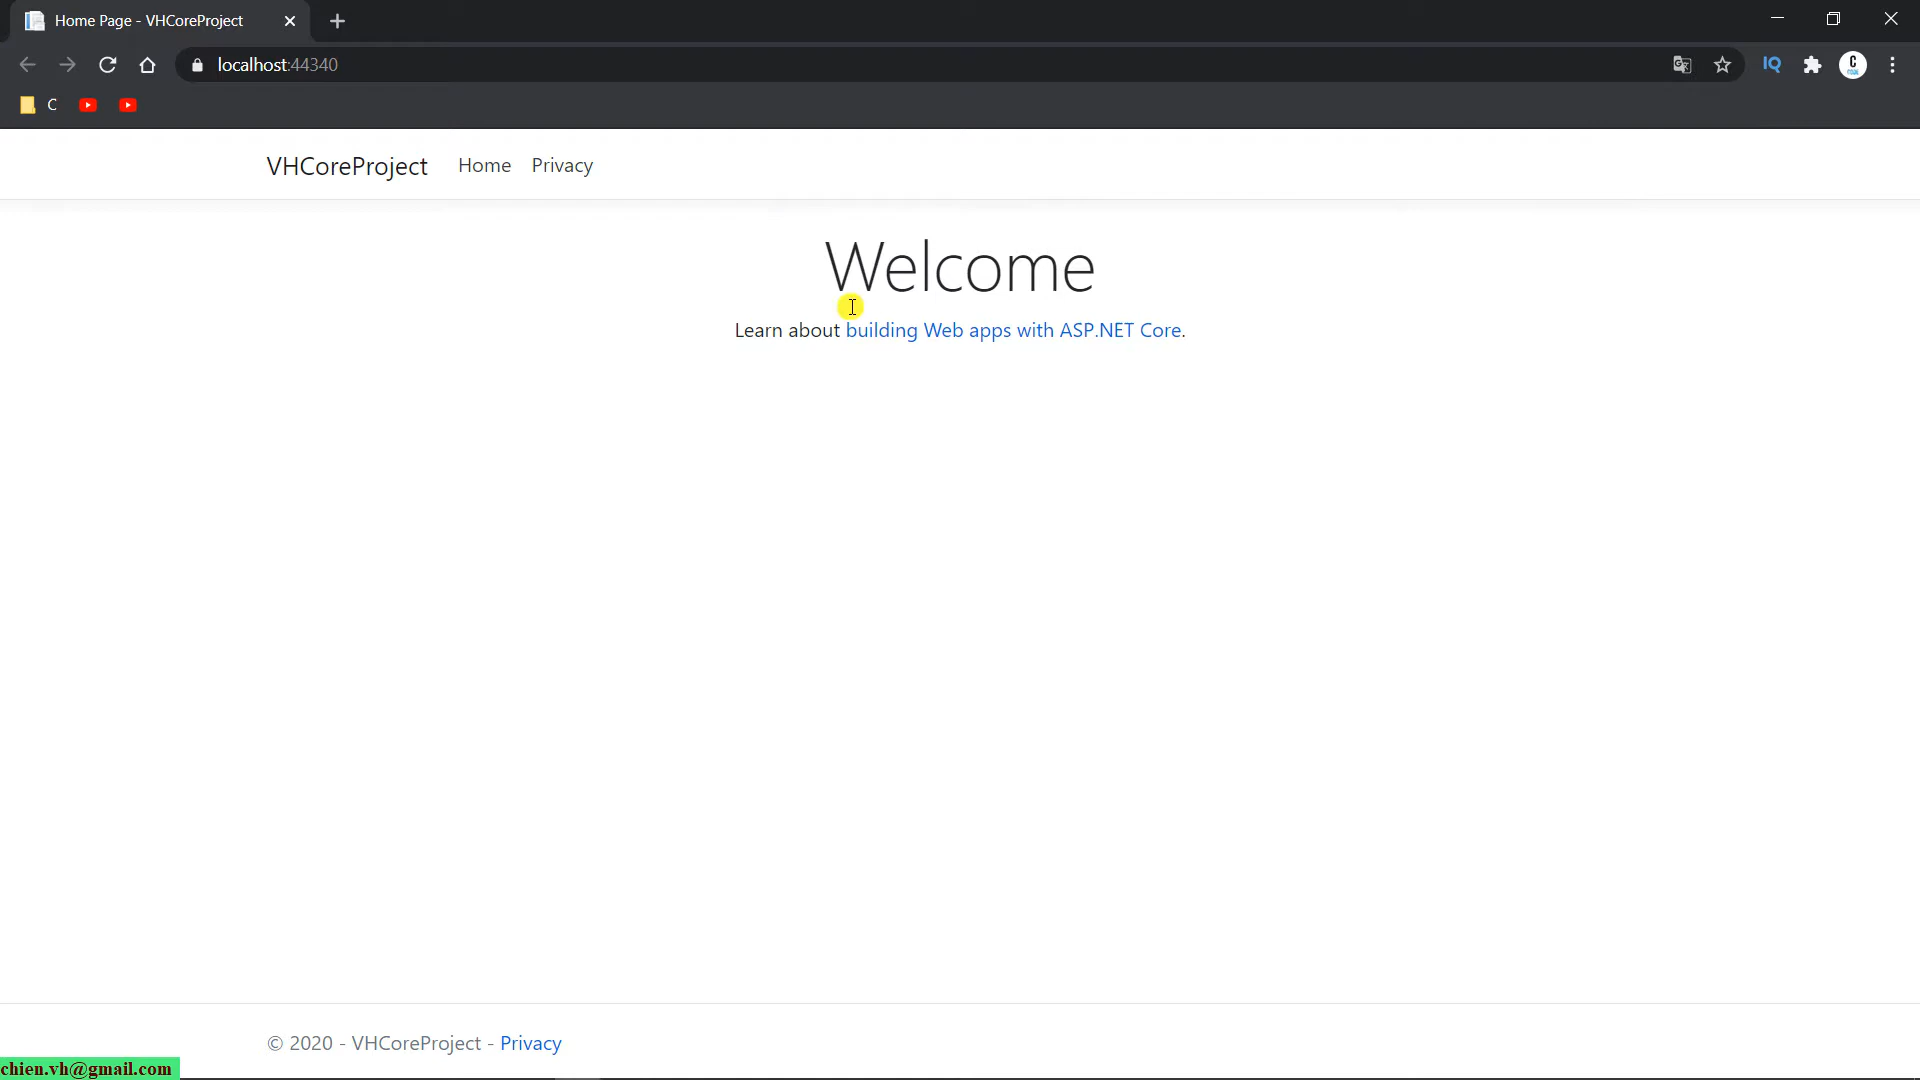 Home Page - VHCoreProject
localhost:44340
IQ
C
C
VHCoreProject Home Privacy
Welcome
Learn about building Web apps with ASP.NET Core.
© 2020 - VHCoreProject - Privacy
chien.vh@gmail.com